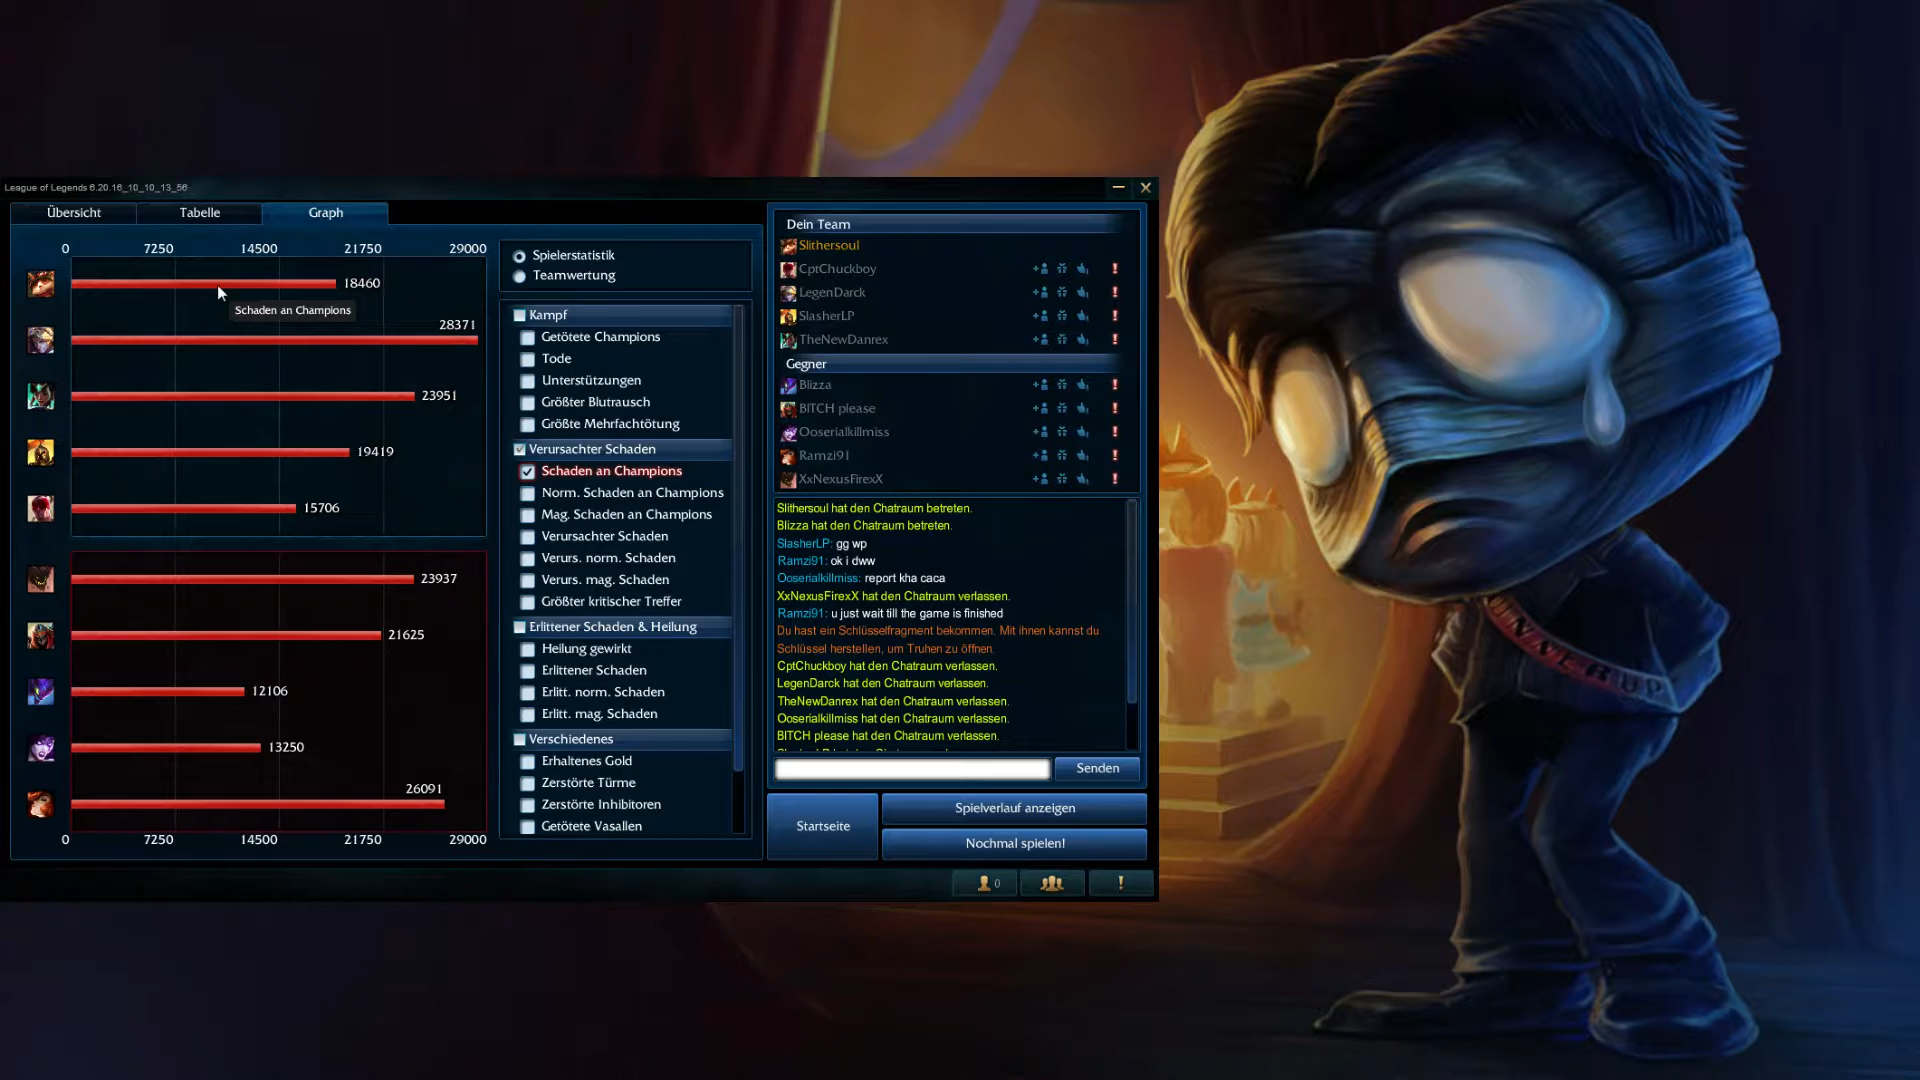 League of Legends 6.20.16_10_10_13_56
Übersicht
Tabelle
Graph
0 7250 14500 21750 29000
18460
Schaden an Champions
28371
23951
19419
15706
23937
21625
12106
13250
26091
0 7250 14500 21750 29000
Spielerstatistik
Teamwertung
Kampf
Getötete Champions
Tode
Unterstützungen
Größter Blutrausch
Größte Mehrfachtötung
Verursachter Schaden
Schaden an Champions
Norm. Schaden an Champions
Mag. Schaden an Champions
Verursachter Schaden
Verurs. norm. Schaden
Verurs. mag. Schaden
Größter kritischer Treffer
Erlittener Schaden & Heilung
Heilung gewirkt
Erlittener Schaden
Erlitt. norm. Schaden
Erlitt. mag. Schaden
Verschiedenes
Erhaltenes Gold
Zerstörte Türme
Zerstörte Inhibitoren
Getötete Vasallen
Dein Team
Slithersoul
CptChuckboy
LegenDarck
SlasherLP
TheNewDanrex
Gegner
Blizza
BITCH please
Ooserialkillmiss
Ramzi91
XxNexusFirexX
Slithersoul hat den Chatraum betreten.
Blizza hat den Chatraum betreten.
SlasherLP: gg wp
Ramzi91: ok i dww
Ooserialkillmiss: report kha caca
XxNexusFirexX hat den Chatraum verlassen.
Ramzi91: u just wait till the game is finished
Du hast ein Schlüsselfragment bekommen. Mit ihnen kannst du
Schlüssel herstellen, um Truhen zu öffnen.
CptChuckboy hat den Chatraum verlassen.
LegenDarck hat den Chatraum verlassen.
TheNewDanrex hat den Chatraum verlassen.
Ooserialkillmiss hat den Chatraum verlassen.
BITCH please hat den Chatraum verlassen.
Senden
Startseite
Spielverlauf anzeigen
Nochmal spielen!
0
RUNNERUP